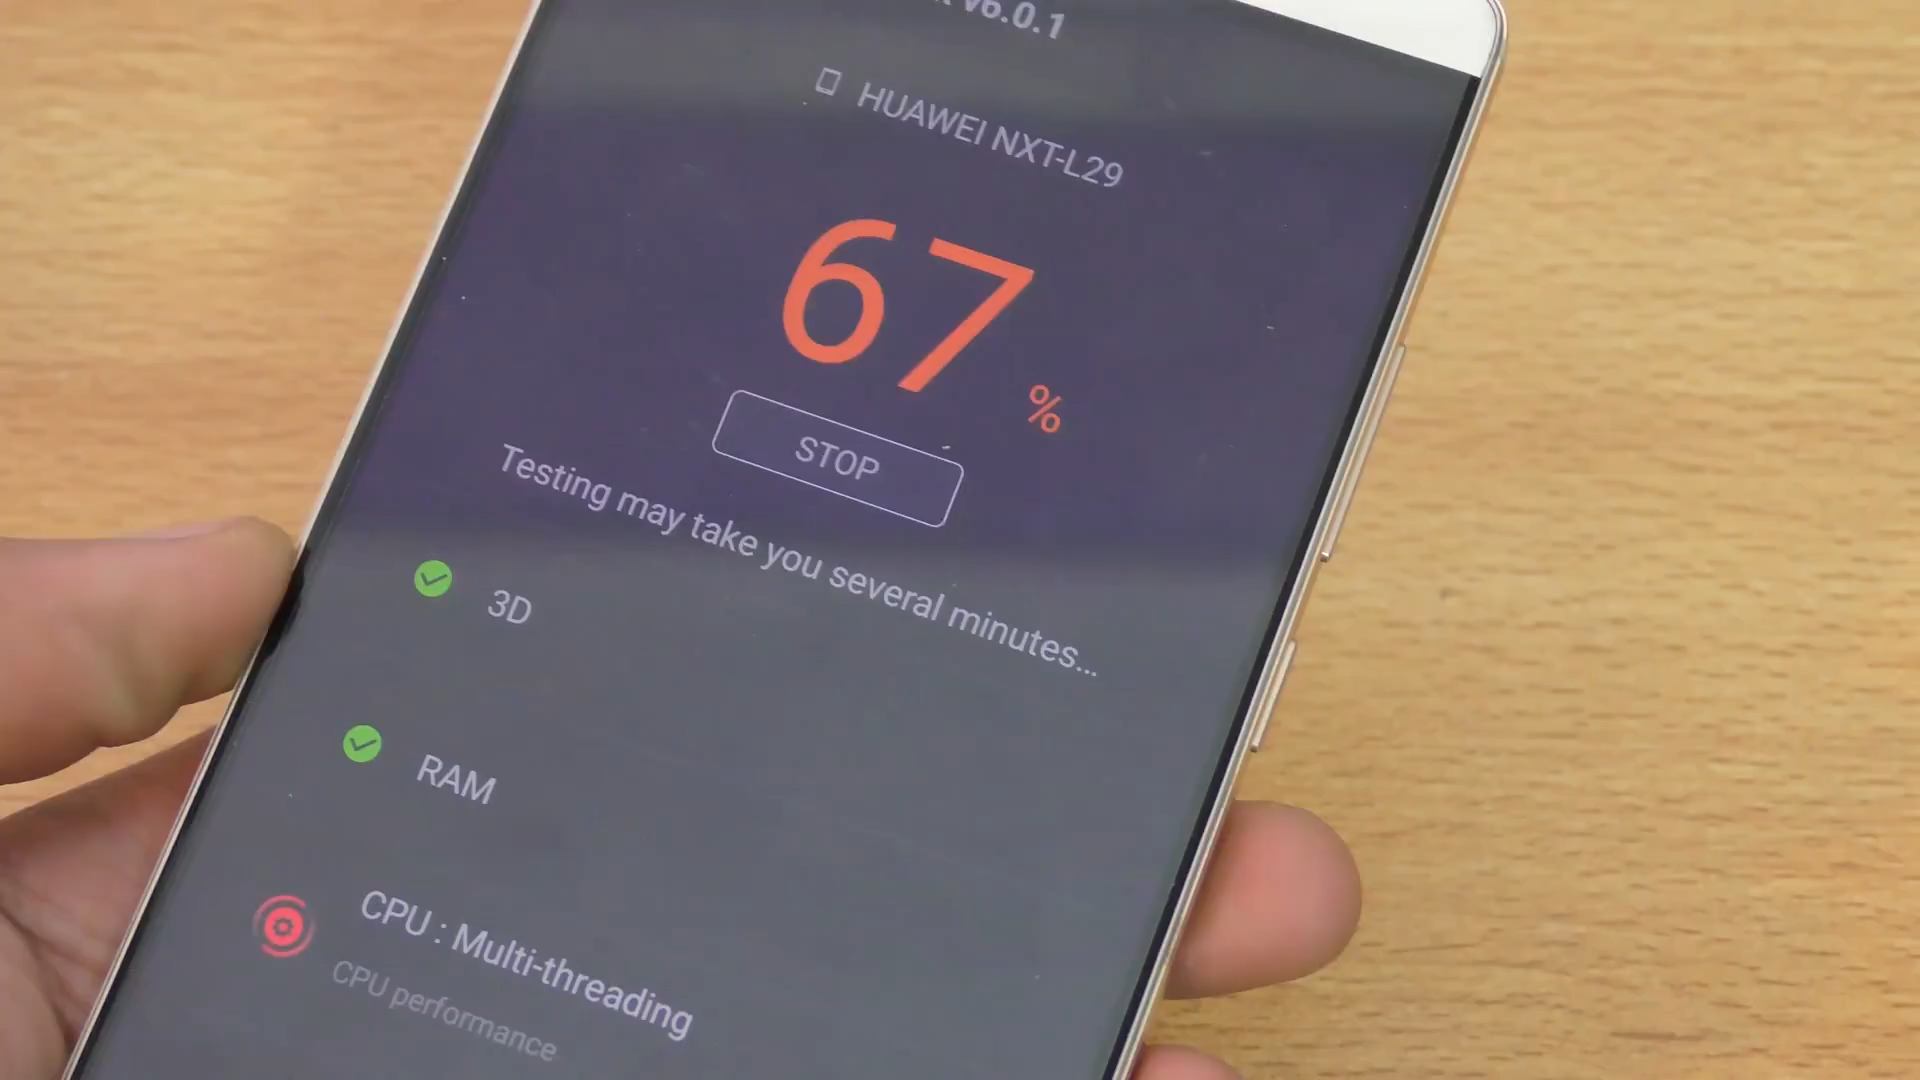 v6.0.1
HUAWEI NXT-L29
67 %
STOP
Testing may take you several minutes...
3D
RAM
CPU : Multi-threading
CPU performance